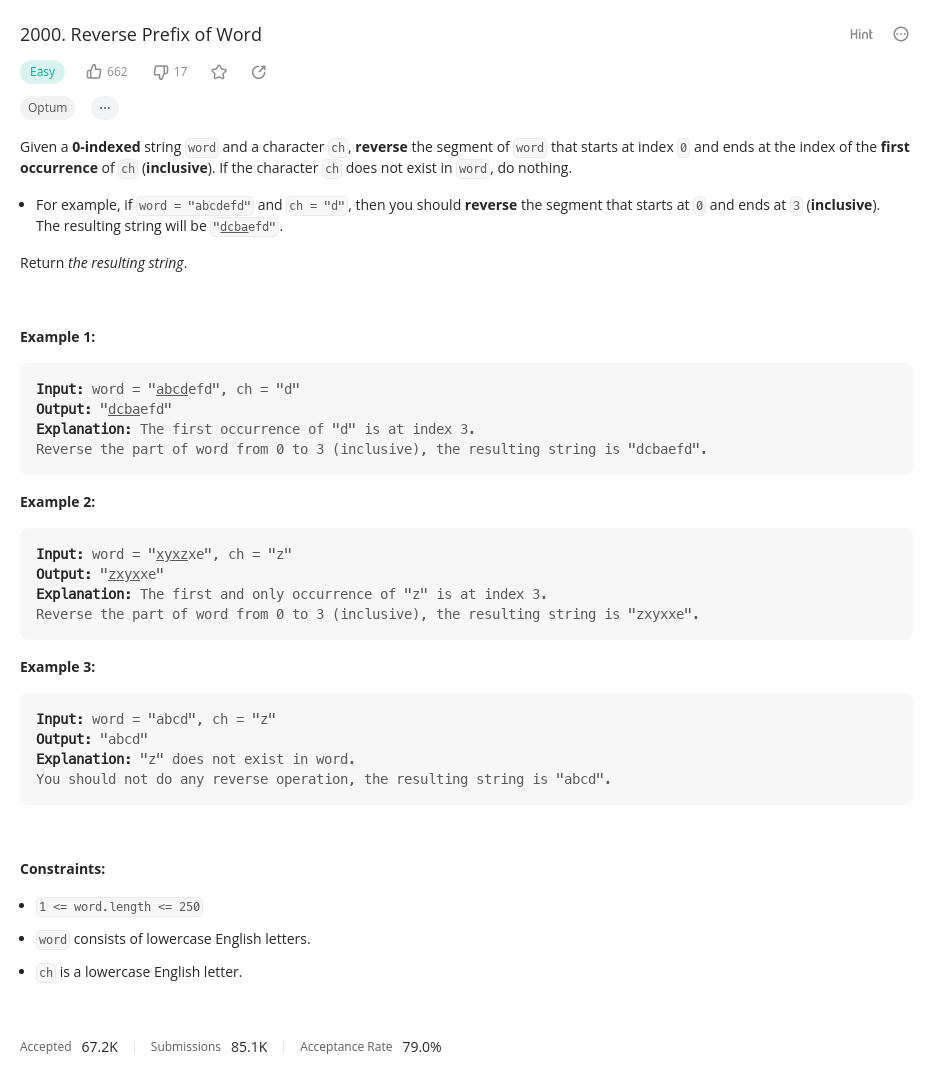 2000. Reverse Prefix of Word
Hint
Easy 662 17
Optum ...
Given a 0-indexed string word and a character ch, reverse the segment of word that starts at index 0 and ends at the index of the first
occurrence of ch (inclusive). If the character ch does not exist in word, do nothing.
• For example, if word = "abcdefd" and ch = "d", then you should reverse the segment that starts at 0 and ends at 3 (inclusive).
The resulting string will be "dcbaefd".
Return the resulting string.
Example 1:
Input: word = "abcdefd", ch = "d"
Output: "dcbaefd"
Explanation: The first occurrence of "d" is at index 3.
Reverse the part of word from 0 to 3 (inclusive), the resulting string is "dcbaefd".
Example 2:
Input: word = "xyxzxe", ch = "z"
Output: "zxyxxe"
Explanation: The first and only occurrence of "z" is at index 3.
Reverse the part of word from 0 to 3 (inclusive), the resulting string is "zxyxxe".
Example 3:
Input: word = "abcd", ch = "z"
Output: "abcd"
Explanation: "z" does not exist in word.
You should not do any reverse operation, the resulting string is "abcd".
Constraints:
• 1 <= word.length <= 250
• word consists of lowercase English letters.
• ch is a lowercase English letter.
Accepted 67.2K Submissions 85.1K Acceptance Rate 79.0%